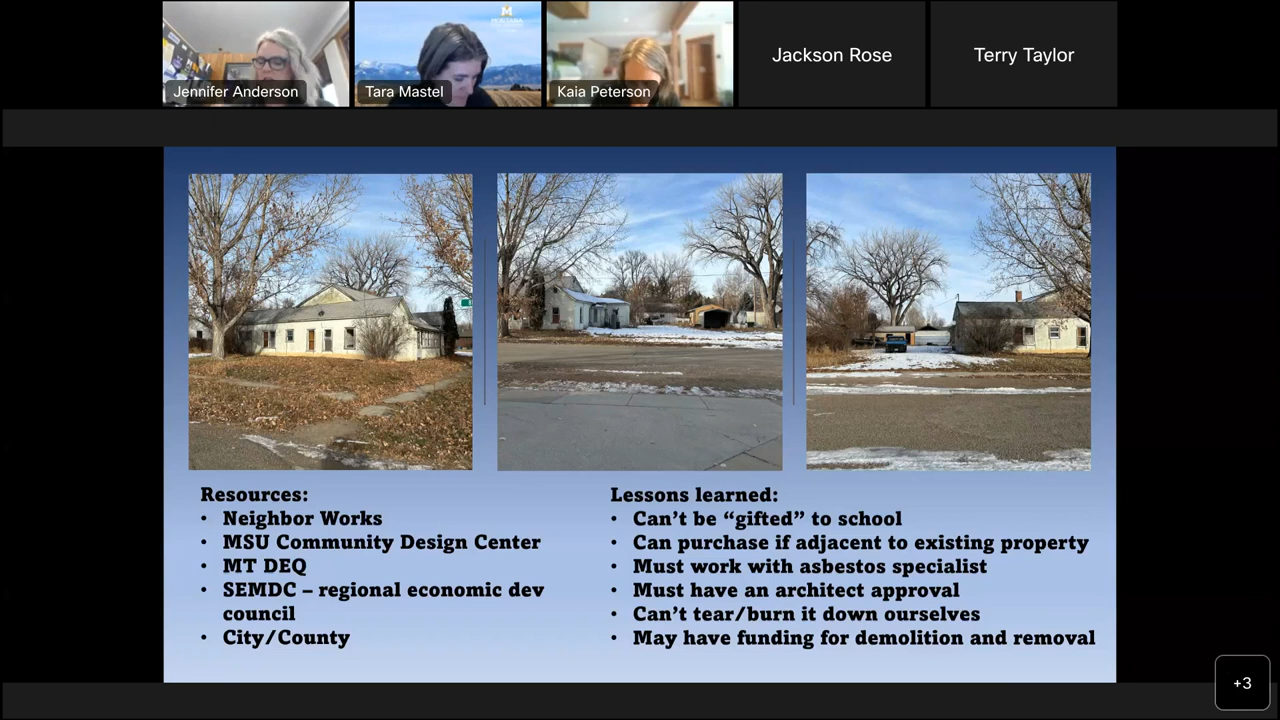 MONTANA
Jennifer Anderson
Tara Mastel
Kaia Peterson
Jackson Rose
Terry Taylor
Resources:
• Neighbor Works
• MSU Community Design Center
• MT DEQ
• SEMDC – regional economic dev
council
• City/County
Lessons learned:
• Can’t be “gifted” to school
• Can purchase if adjacent to existing property
• Must work with asbestos specialist
• Must have an architect approval
• Can’t tear/burn it down ourselves
• May have funding for demolition and removal
+3